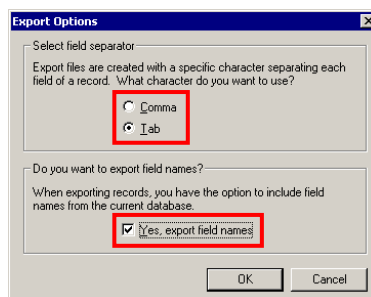 Export Options
Select field separator
Export files are created with a specific character separating each
field of a record. What character do you want to use?
Comma
Tab
Do you want to export field names?
When exporting records, you have the option to include field
names from the current database.
Yes, export field names
OK Cancel